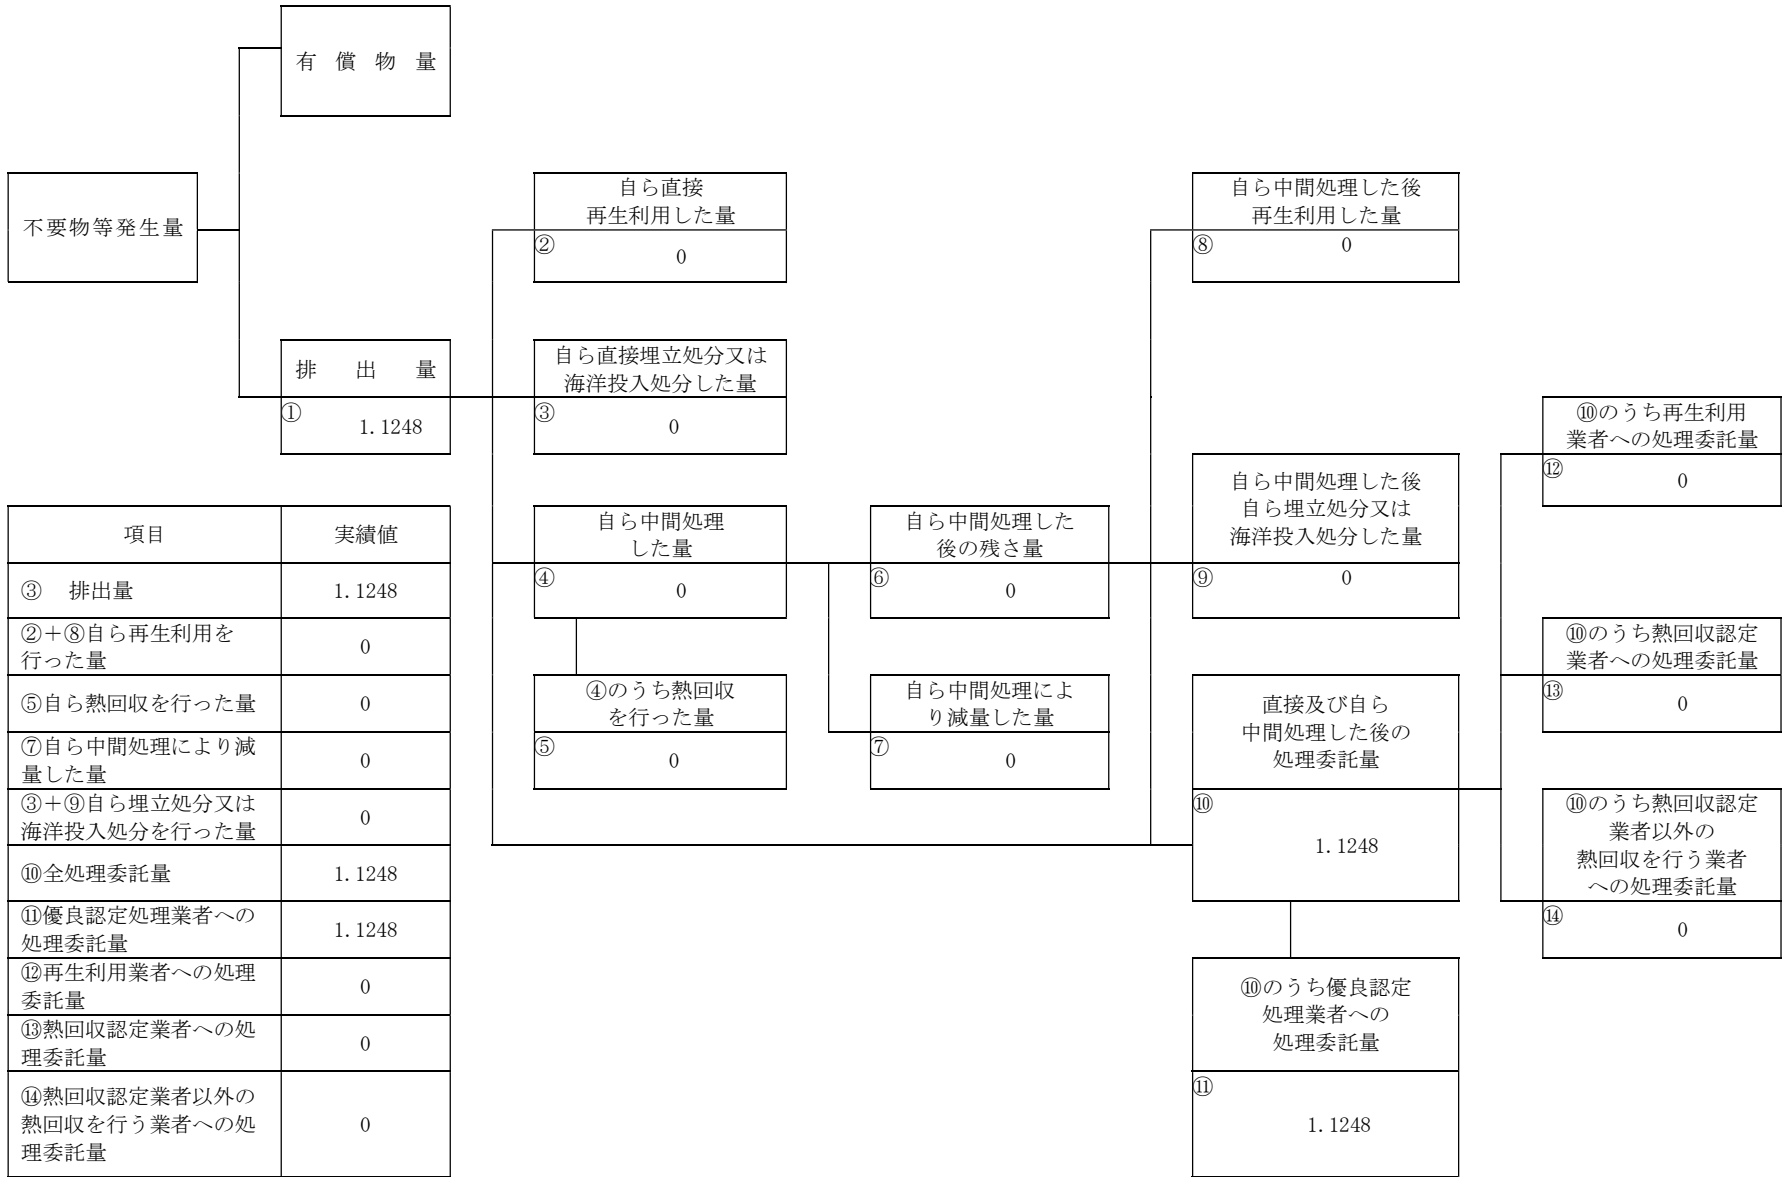 有 償 物 量
不要物等発生量
自ら直接
再生利用した量
② 0
自ら中間処理した後
再生利用した量
⑧ 0
排 出 量
① 1.1248
自ら直接埋立処分又は
海洋投入処分した量
③ 0
⑩のうち再生利用
業者への処理委託量
⑫ 0
自ら中間処理した後
自ら埋立処分又は
海洋投入処分した量
⑨ 0
自ら中間処理
した量
④ 0
自ら中間処理した
後の残さ量
⑥ 0
⑩のうち熱回収認定
業者への処理委託量
⑬ 0
④のうち熱回収
を行った量
⑤ 0
自ら中間処理によ
り減量した量
⑦ 0
直接及び自ら
中間処理した後の
処理委託量
⑩
1.1248
⑩のうち熱回収認定
業者以外の
熱回収を行う業者
への処理委託量
⑭ 0
⑩のうち優良認定
処理業者への
処理委託量
⑪
1.1248
項目 実績値
③ 排出量 1.1248
②+⑧自ら再生利用を
行った量 0
⑤自ら熱回収を行った量 0
⑦自ら中間処理により減
量した量 0
③+⑨自ら埋立処分又は
海洋投入処分を行った量 0
⑩全処理委託量 1.1248
⑪優良認定処理業者への
処理委託量 1.1248
⑫再生利用業者への処理
委託量 0
⑬熱回収認定業者への処
理委託量 0
⑭熱回収認定業者以外の
熱回収を行う業者への処 0
理委託量